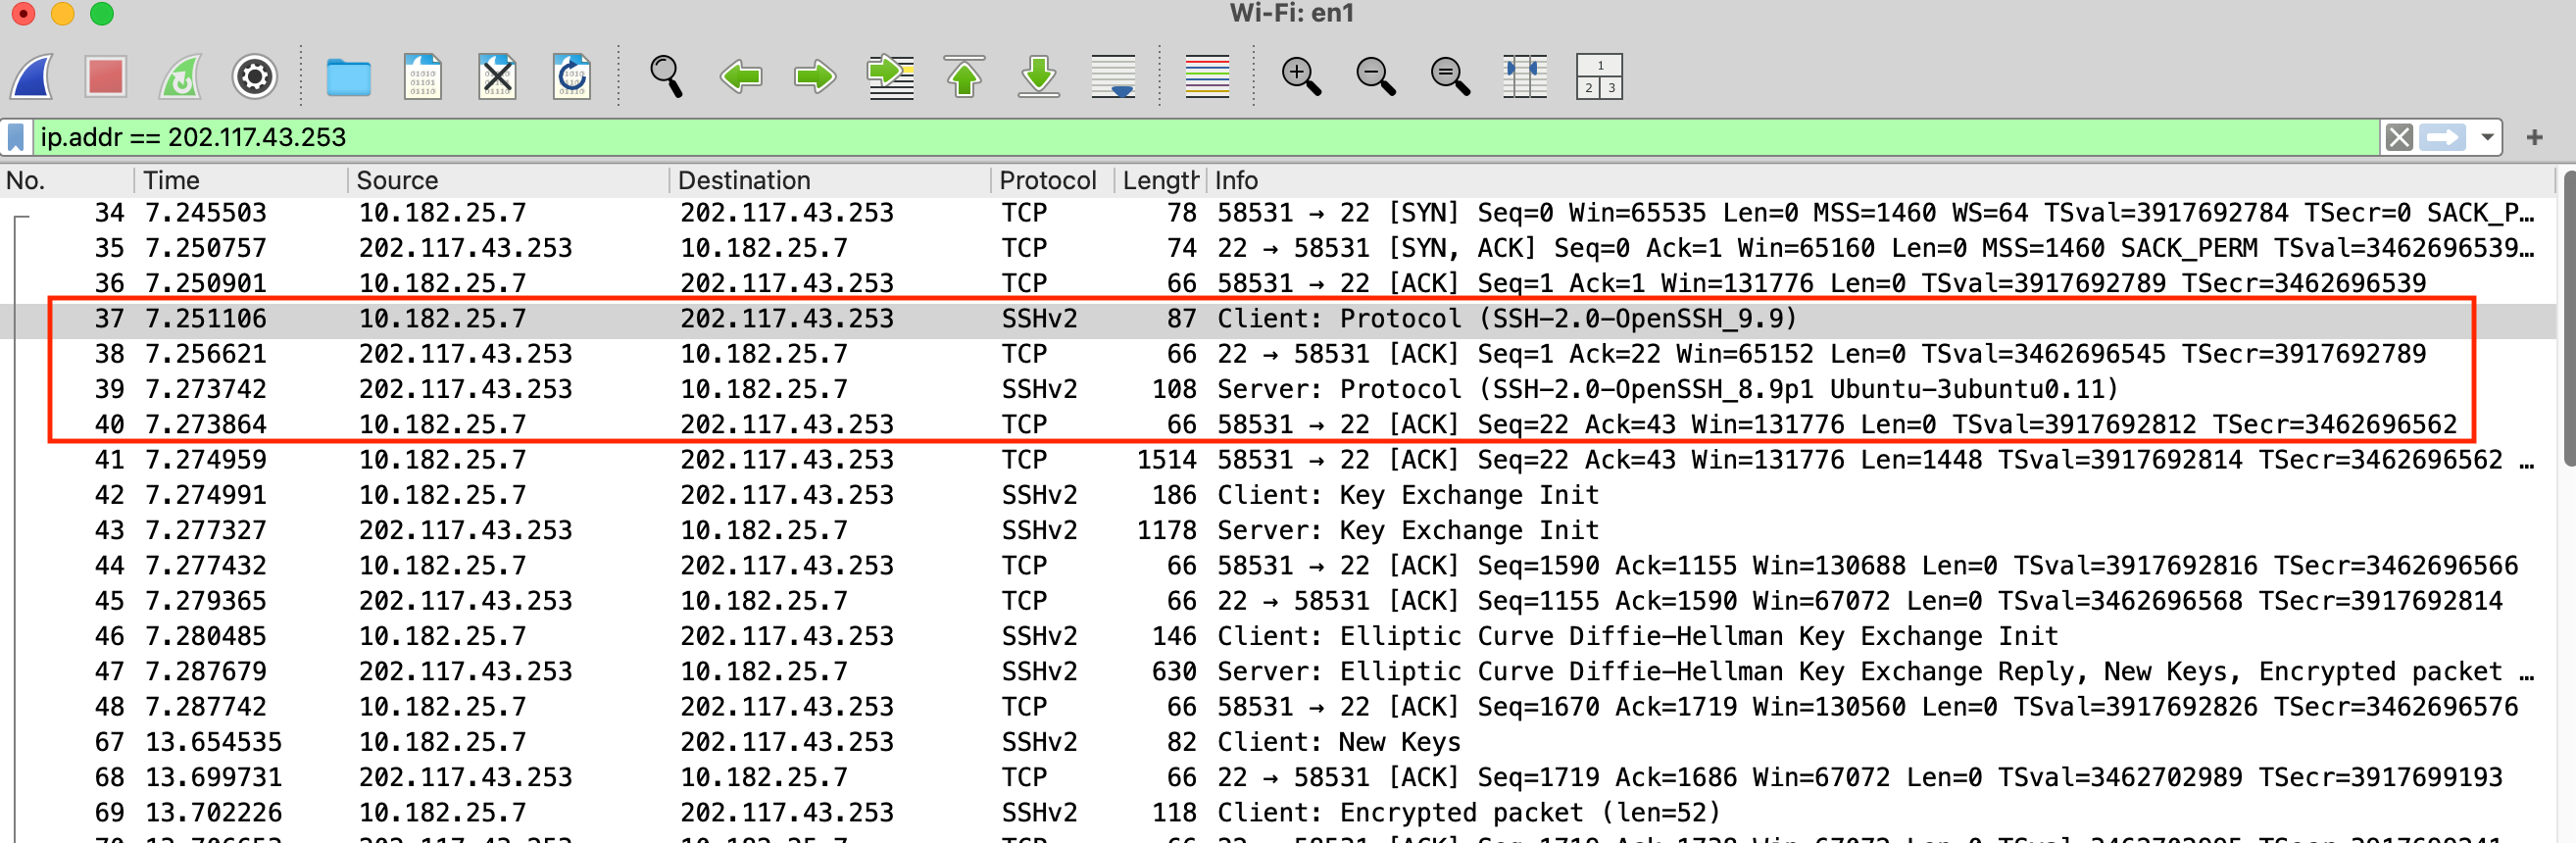 Wi-Fi: en1
ip.addr == 202.117.43.253
No. Time Source Destination Protocol Length Info
34 7.245503 10.182.25.7 202.117.43.253 TCP 78 58531 → 22 [SYN] Seq=0 Win=65535 Len=0 MSS=1460 WS=64 TSval=3917692784 TSecr=0 SACK_P…
35 7.250757 202.117.43.253 10.182.25.7 TCP 74 22 → 58531 [SYN, ACK] Seq=0 Ack=1 Win=65160 Len=0 MSS=1460 SACK_PERM TSval=3462696539…
36 7.250901 10.182.25.7 202.117.43.253 TCP 66 58531 → 22 [ACK] Seq=1 Ack=1 Win=131776 Len=0 TSval=3917692789 TSecr=3462696539
37 7.251106 10.182.25.7 202.117.43.253 SSHv2 87 Client: Protocol (SSH-2.0-OpenSSH_9.9)
38 7.256621 202.117.43.253 10.182.25.7 TCP 66 22 → 58531 [ACK] Seq=1 Ack=22 Win=65152 Len=0 TSval=3462696545 TSecr=3917692789
39 7.273742 202.117.43.253 10.182.25.7 SSHv2 108 Server: Protocol (SSH-2.0-OpenSSH_8.9p1 Ubuntu-3ubuntu0.11)
40 7.273864 10.182.25.7 202.117.43.253 TCP 66 58531 → 22 [ACK] Seq=22 Ack=43 Win=131776 Len=0 TSval=3917692812 TSecr=3462696562
41 7.274959 10.182.25.7 202.117.43.253 TCP 1514 58531 → 22 [ACK] Seq=22 Ack=43 Win=131776 Len=1448 TSval=3917692814 TSecr=3462696562 …
42 7.274991 10.182.25.7 202.117.43.253 SSHv2 186 Client: Key Exchange Init
43 7.277327 202.117.43.253 10.182.25.7 SSHv2 1178 Server: Key Exchange Init
44 7.277432 10.182.25.7 202.117.43.253 TCP 66 58531 → 22 [ACK] Seq=1590 Ack=1155 Win=130688 Len=0 TSval=3917692816 TSecr=3462696566
45 7.279365 202.117.43.253 10.182.25.7 TCP 66 22 → 58531 [ACK] Seq=1155 Ack=1590 Win=67072 Len=0 TSval=3462696568 TSecr=3917692814
46 7.280485 10.182.25.7 202.117.43.253 SSHv2 146 Client: Elliptic Curve Diffie-Hellman Key Exchange Init
47 7.287679 202.117.43.253 10.182.25.7 SSHv2 630 Server: Elliptic Curve Diffie-Hellman Key Exchange Reply, New Keys, Encrypted packet …
48 7.287742 10.182.25.7 202.117.43.253 TCP 66 58531 → 22 [ACK] Seq=1670 Ack=1719 Win=130560 Len=0 TSval=3917692826 TSecr=3462696576
67 13.654535 10.182.25.7 202.117.43.253 SSHv2 82 Client: New Keys
68 13.699731 202.117.43.253 10.182.25.7 TCP 66 22 → 58531 [ACK] Seq=1719 Ack=1686 Win=67072 Len=0 TSval=3462702989 TSecr=3917699193
69 13.702226 10.182.25.7 202.117.43.253 SSHv2 118 Client: Encrypted packet (len=52)